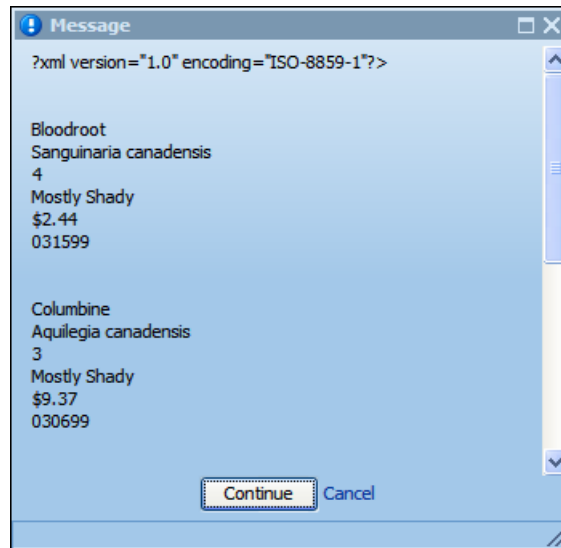 Message
?xml version="1.0" encoding="ISO-8859-1"?>
Bloodroot
Sanguinaria canadensis
4
Mostly Shady
$2.44
031599
Columbine
Aquilegia canadensis
3
Mostly Shady
$9.37
030699
Continue Cancel